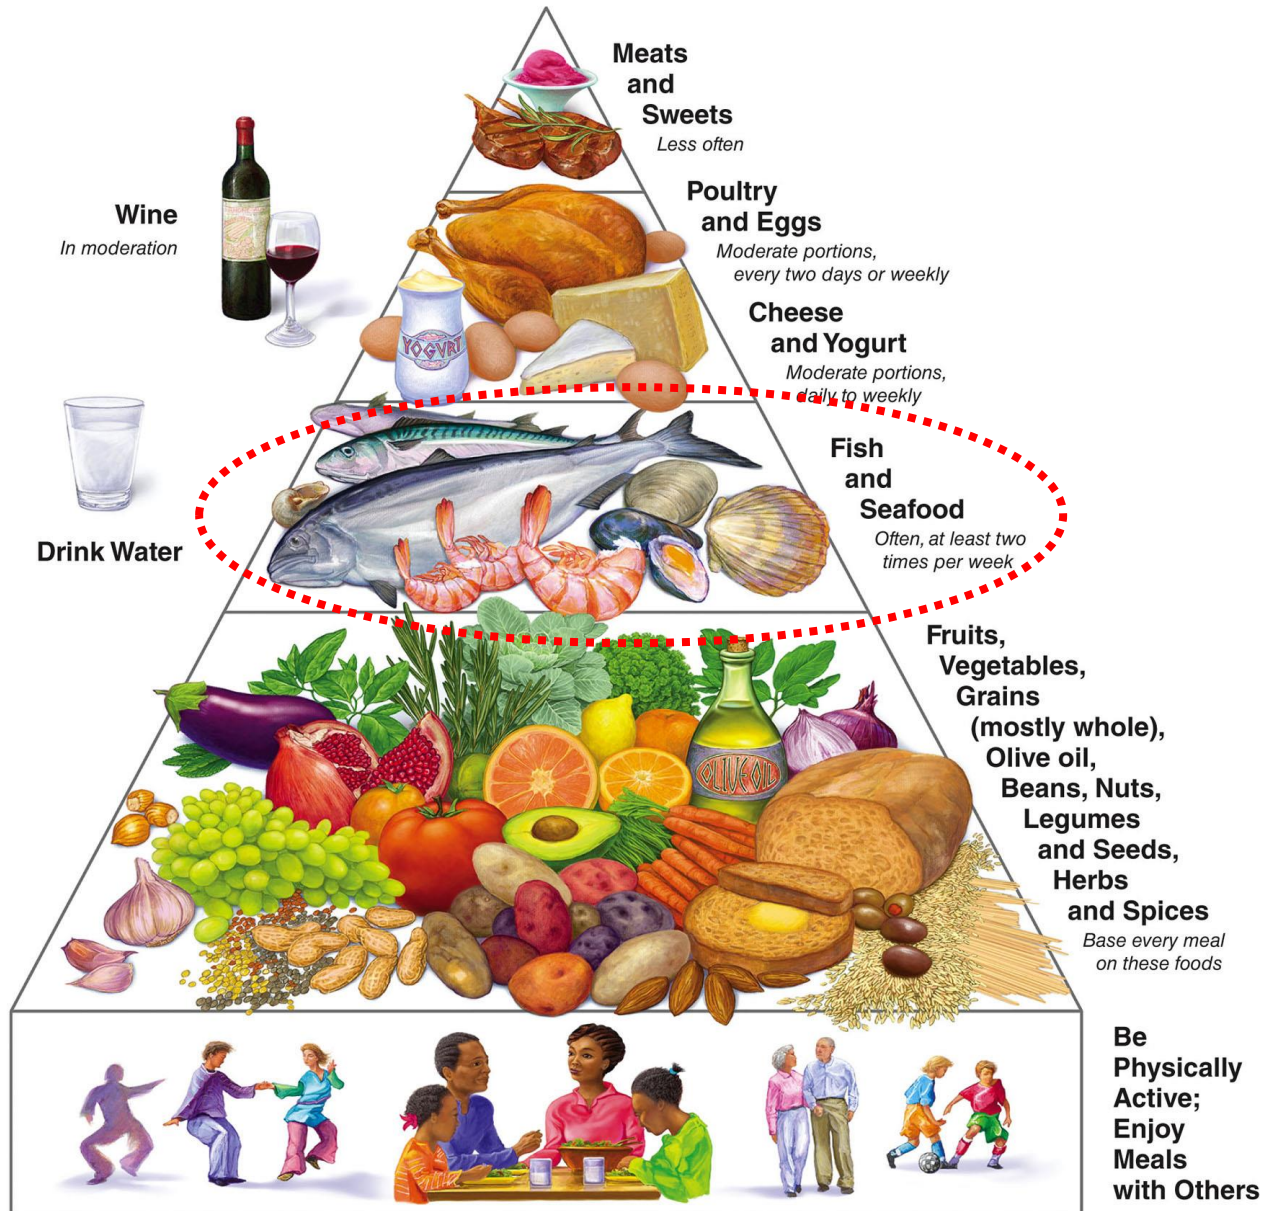 Meats
and
Sweets
Less often
Wine
In moderation
Poultry
and Eggs
Moderate portions,
every two days or weekly
Cheese
and Yogurt
Moderate portions,
daily to weekly
YOGURT
Drink Water
Fish
and
Seafood
Often, at least two
times per week
Fruits,
Vegetables,
Grains
(mostly whole),
Olive oil,
Beans, Nuts,
Legumes
and Seeds,
Herbs
and Spices
Base every meal
on these foods
OLIVE OIL
Be
Physically
Active;
Enjoy
Meals
with Others